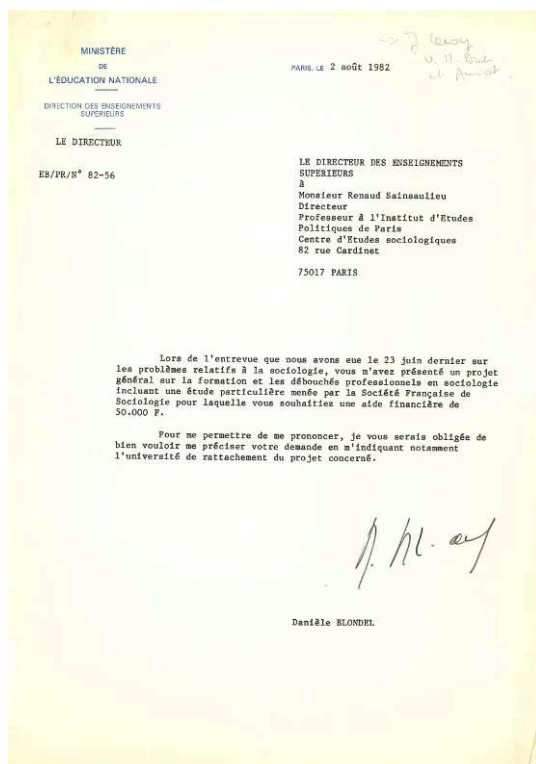 MINISTÈRE
DE
L'ÉDUCATION NATIONALE
DIRECTION DES ENSEIGNEMENTS
SUPÉRIEURS
LE DIRECTEUR
EB/PR/N° 82-56
PARIS, LE 2 août 1982
LE DIRECTEUR DES ENSEIGNEMENTS
SUPERIEURS
à
Monsieur Renaud Sainsaulieu
Directeur
Professeur à l'Institut d'Etudes
Politiques de Paris
Centre d'Etudes sociologiques
82 rue Cardinet
75017 PARIS
Lors de l'entrevue que nous avons eue le 23 juin dernier sur
les problèmes relatifs à la sociologie, vous m'avez présenté un projet
général sur la formation et les débouchés professionnels en sociologie
incluant une étude particulière menée par la Société Française de
Sociologie pour laquelle vous souhaitiez une aide financière de
50.000 F.
Pour me permettre de me prononcer, je vous serais obligée de
bien vouloir me préciser votre demande en m'indiquant notamment
l'université de rattachement du projet concerné.
Danièle BLONDEL